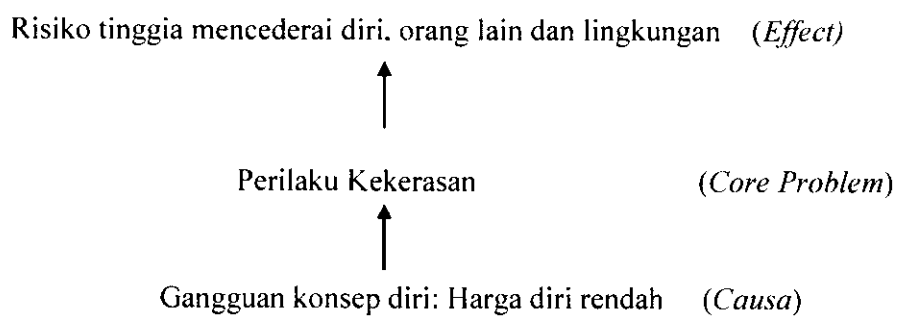 Risiko tinggia mencederai diri. orang lain dan lingkungan (Effect)
Perilaku Kekerasan (Core Problem)
Gangguan konsep diri: Harga diri rendah (Causa)